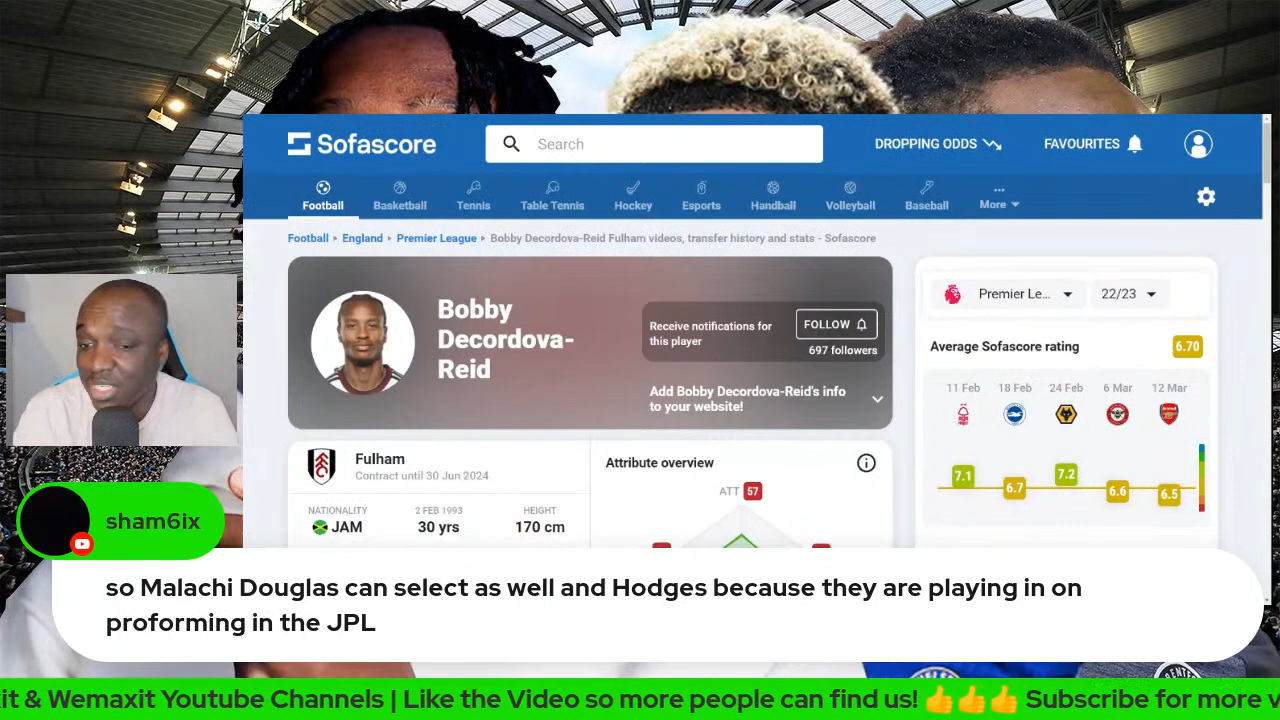 Sofascore
Search
DROPPING ODDS
FAVOURITES
Football
Basketball
Tennis
Table Tennis
Hockey
Esports
Handball
Volleyball
Baseball
More
Football England Premier League Bobby Decordova-Reid Fulham videos, transfer history and stats - Sofascore
Bobby
Decordova-
Reid
Receive notifications for
this player
FOLLOW
697 followers
Add Bobby Decordova-Reid's info
to your website!
Premier Le...
22/23
Average Sofascore rating
6.70
11 Feb
18 Feb
24 Feb
6 Mar
12 Mar
7.1
6.7
7.2
6.6
6.5
Fulham
Contract until 30 Jun 2024
NATIONALITY
JAM
2 FEB 1993
30 yrs
HEIGHT
170 cm
Attribute overview
ATT 57
sham6ix
so Malachi Douglas can select as well and Hodges because they are playing in on
proforming in the JPL
it & Wemaxit Youtube Channels | Like the Video so more people can find us! 👍👍👍 Subscribe for more v